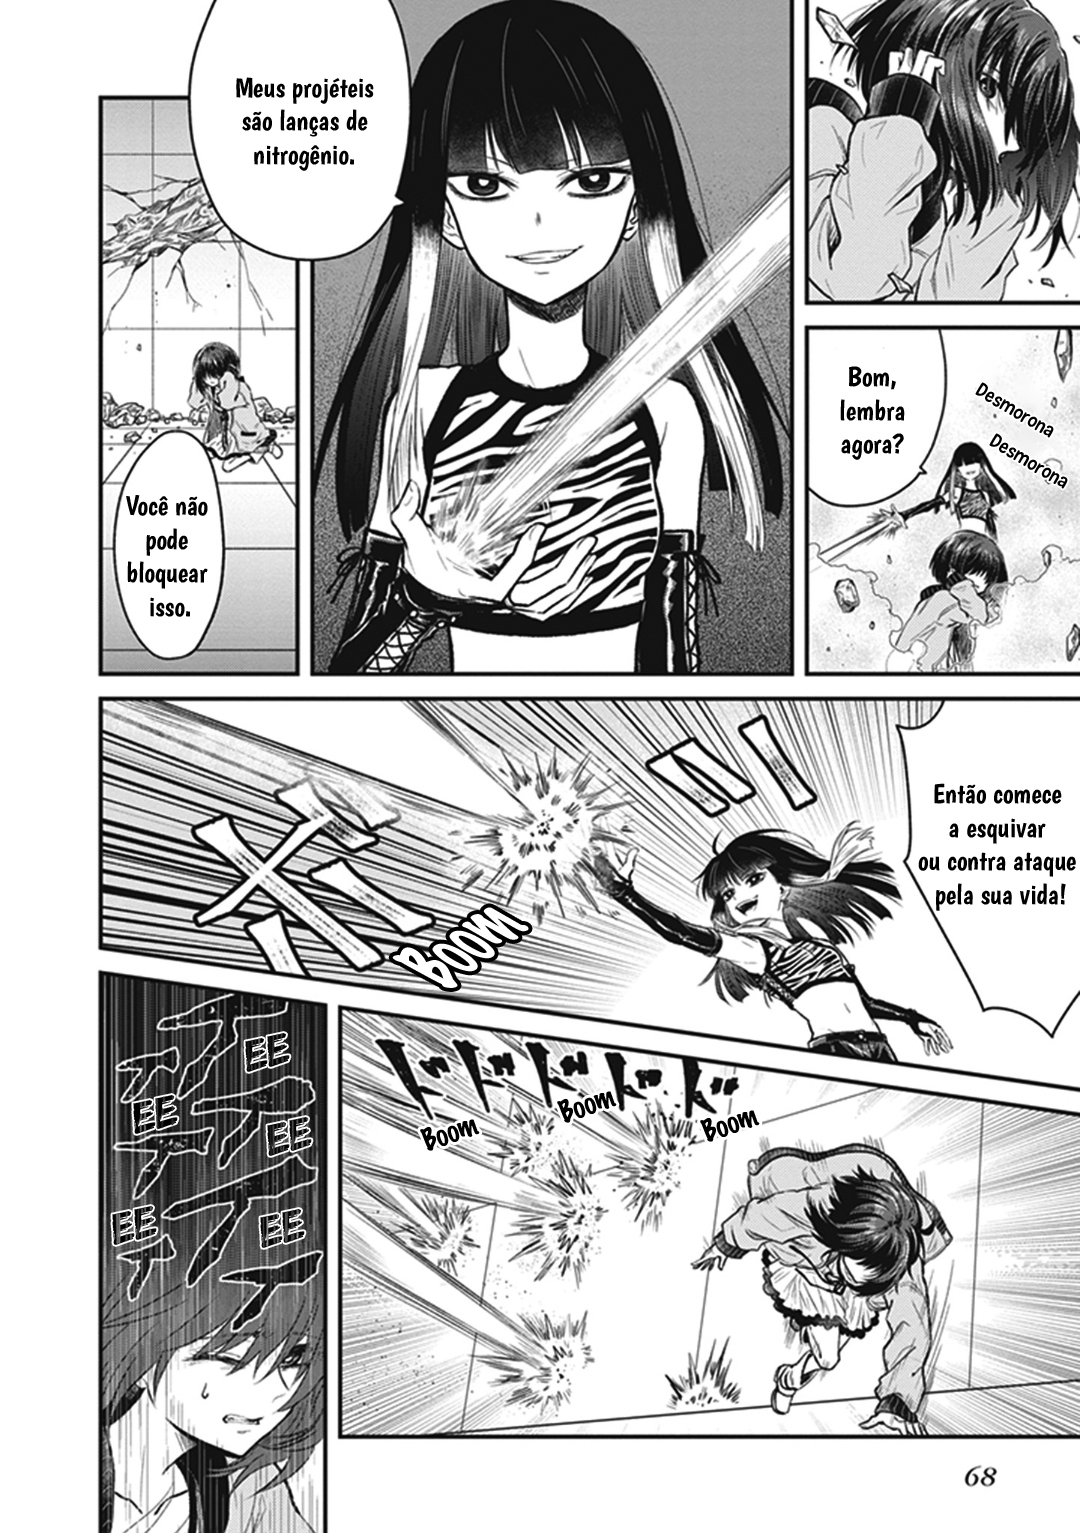 Bom,
lembra
agora?
Desmorona
Desmorona
Meus projéteis
são lanças de
nitrogênio.
Você não
pode
bloquear
isso.
Então comece
a esquivar
ou contra ataque
pela sua vida!
BOOM
BOOM
BOOM
BOOM
EE
EE
EE
EE
EE
68